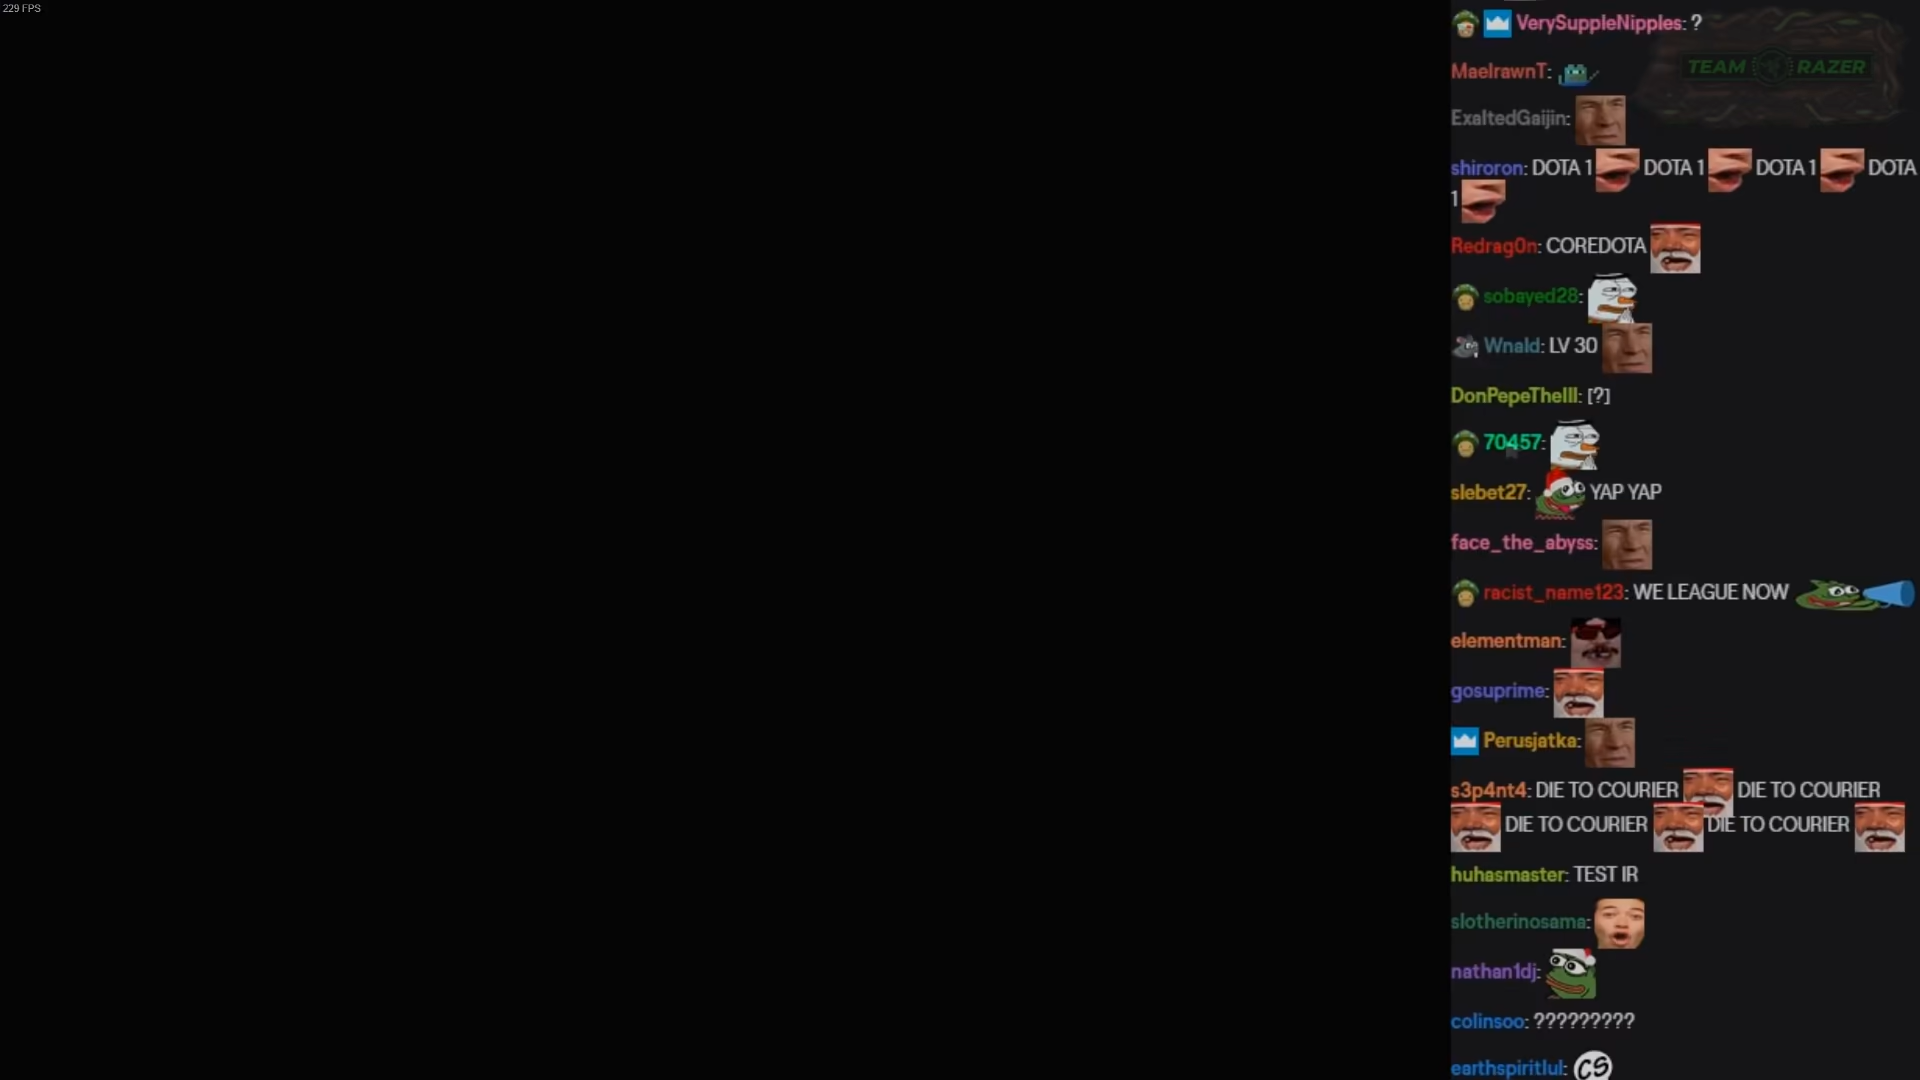 229 FPS
VerySuppleNipples: ?
TEAM RAZER
MaelrawnT:
ExaltedGaijin:
shiroron: DOTA 1 DOTA 1 DOTA 1 DOTA
1
Redrag0n: COREDOTA
sobayed28:
Wnald: LV 30
DonPepeTheIII: [?]
70457:
slebet27: YAP YAP
face_the_abyss:
racist_name123: WE LEAGUE NOW
elementman:
gosuprime:
Perusjatka:
s3p4nt4: DIE TO COURIER DIE TO COURIER
DIE TO COURIER DIE TO COURIER
huhasmaster: TEST IR
slotherinosama:
nathan1dj:
colinsoo: ?????????
earthspiritlul: CS